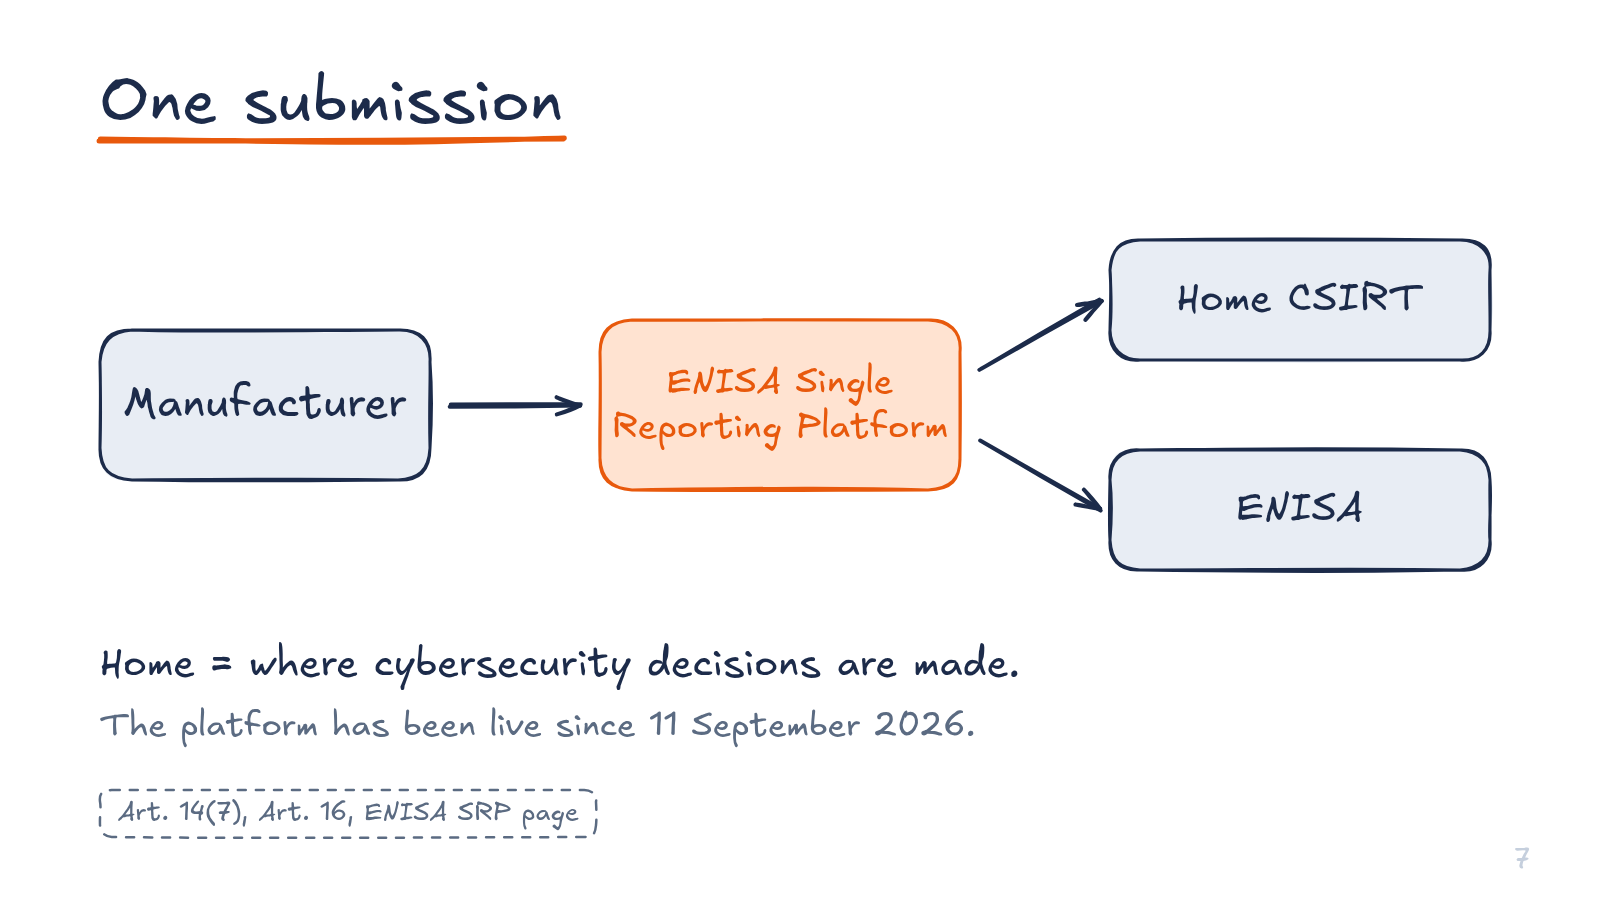 One submission
Manufacturer
ENISA Single
Reporting Platform
Home CSIRT
ENISA
Home = where cybersecurity decisions are made.
The platform has been live since 11 September 2026.
Art. 14(7), Art. 16, ENISA SRP page
7